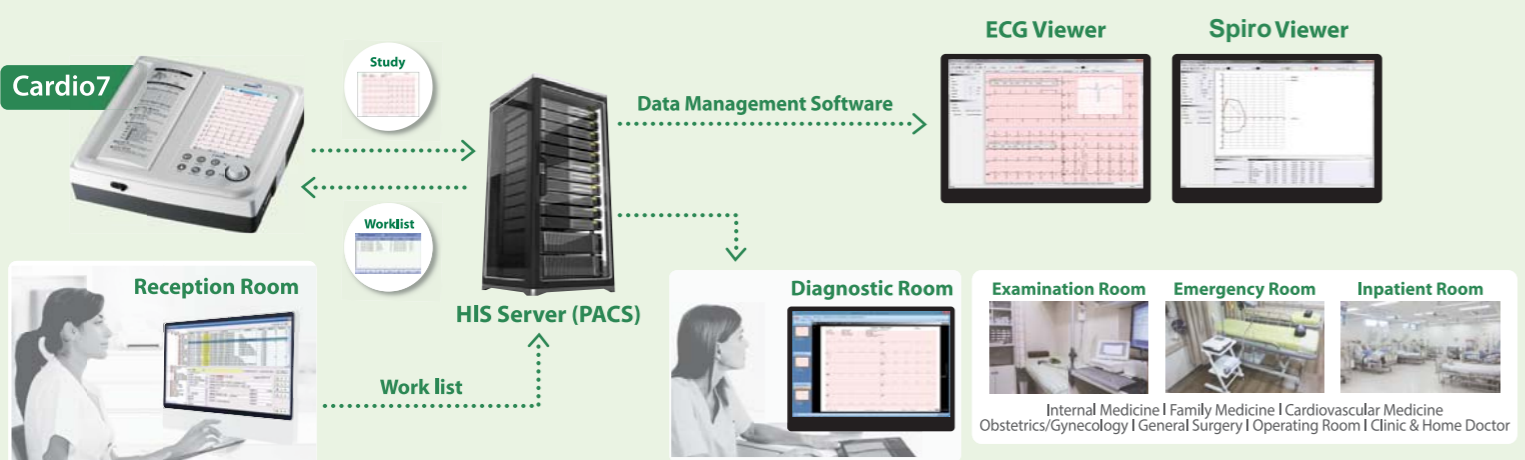 ECG Viewer
Spiro Viewer
Cardio7
Study
Data Management Software
Worklist
Reception Room
HIS Server (PACS)
Work list
Diagnostic Room
Examination Room
Emergency Room
Inpatient Room
Internal Medicine I Family Medicine I Cardiovascular Medicine
Obstetrics/Gynecology I General Surgery I Operating Room I Clinic & Home Doctor